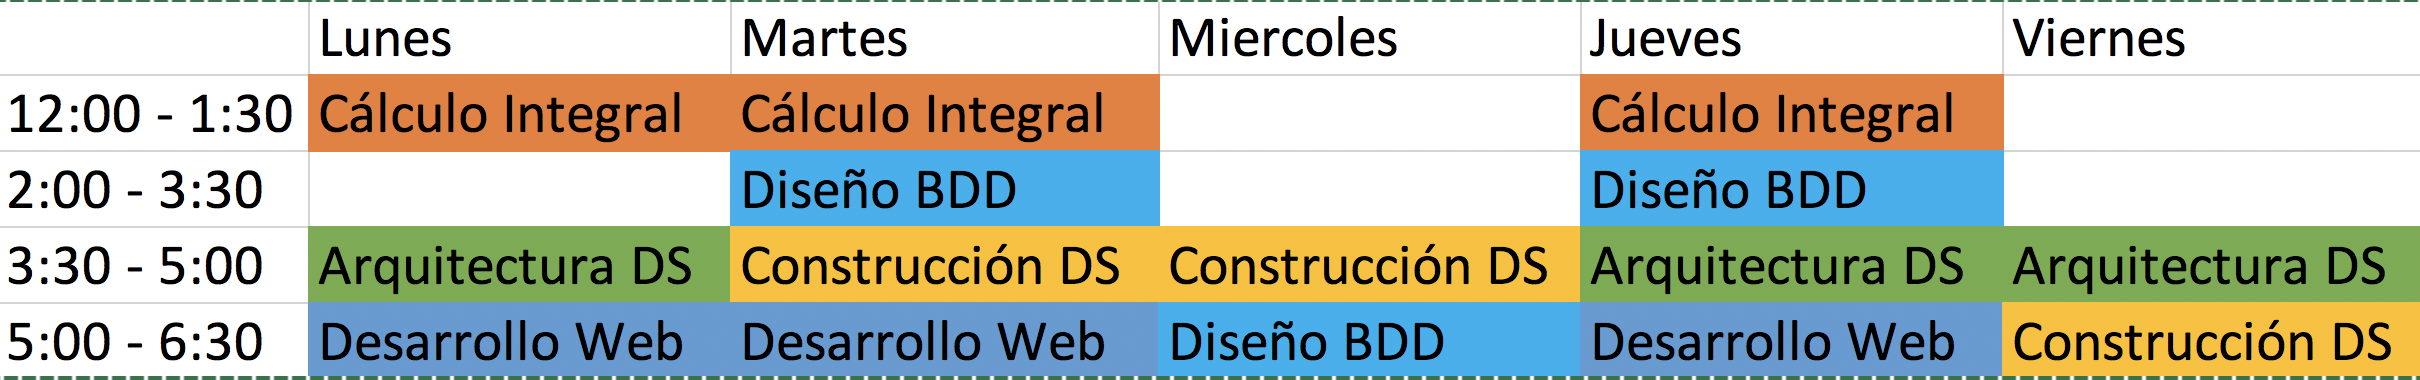 Lunes Martes Miercoles Jueves Viernes
12:00 - 1:30 Cálculo Integral Cálculo Integral Cálculo Integral
2:00 - 3:30 Diseño BDD Diseño BDD
3:30 - 5:00 Arquitectura DS Construcción DS Construcción DS Arquitectura DS Arquitectura DS
5:00 - 6:30 Desarrollo Web Desarrollo Web Diseño BDD Desarrollo Web Construcción DS